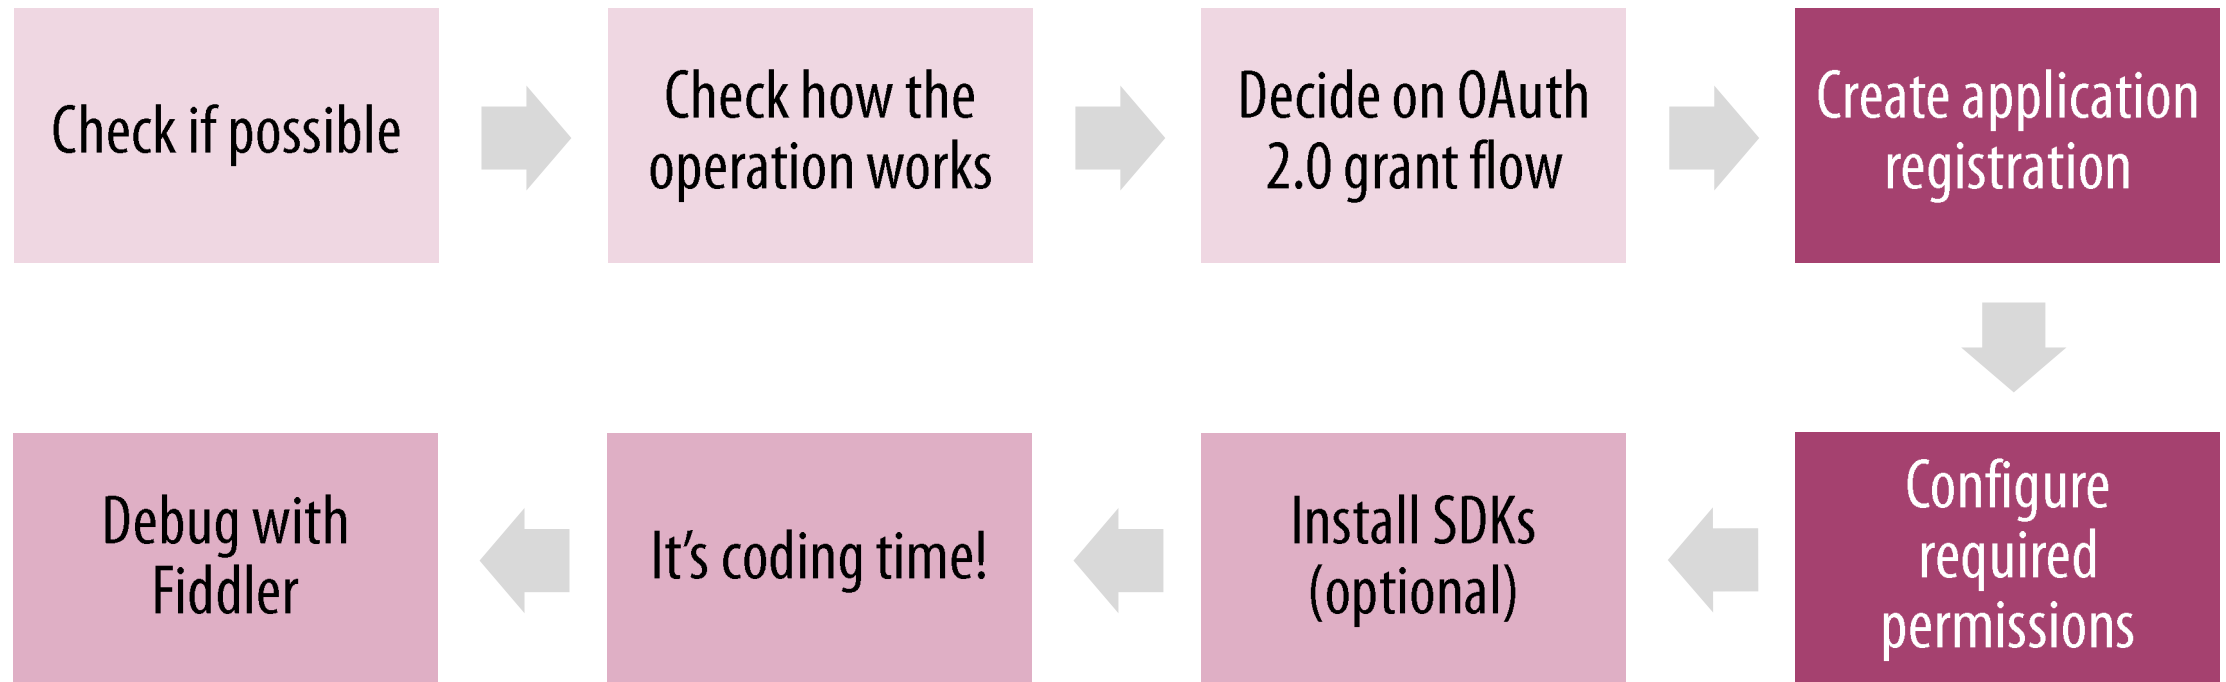 Check if possible
Check how the
operation works
Decide on OAuth
2.0 grant flow
Create application
registration
Configure
required
permissions
Install SDKs
(optional)
It’s coding time!
Debug with
Fiddler